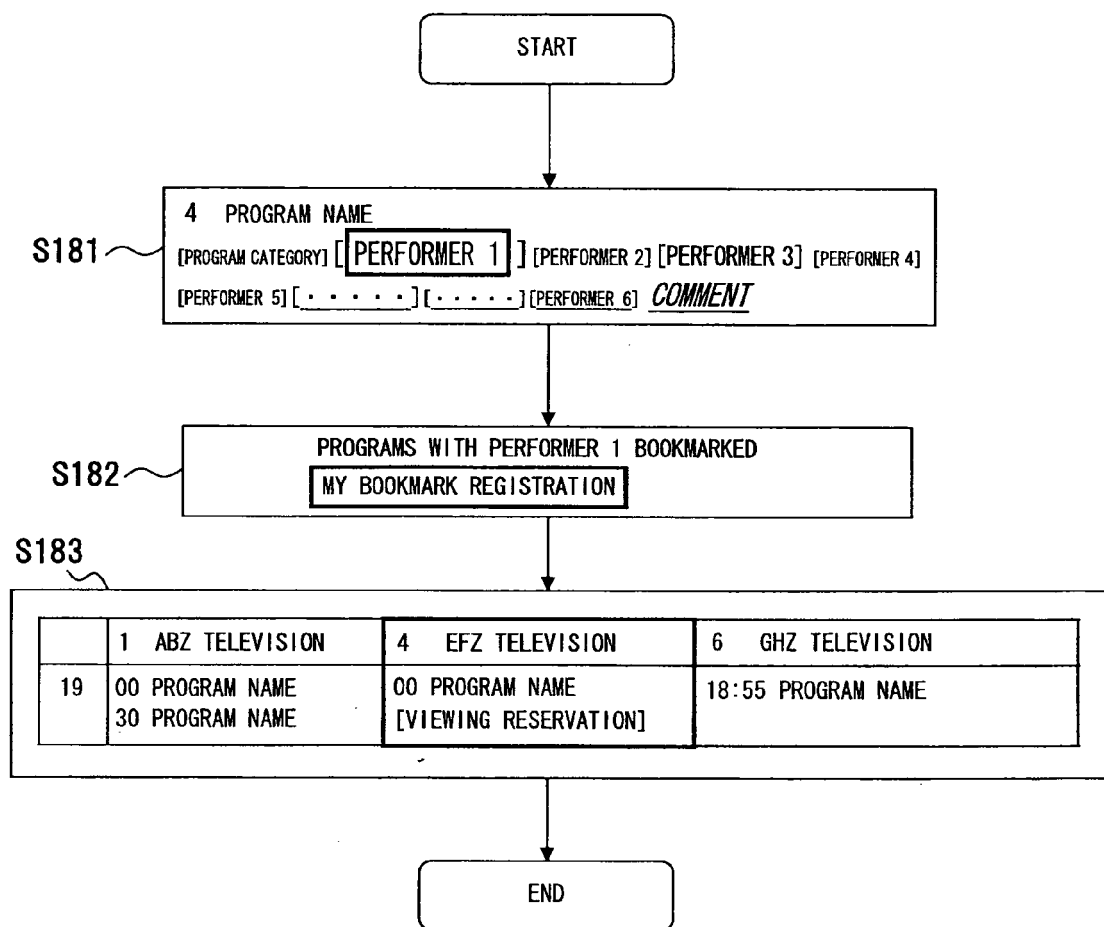 START
S181
4 PROGRAM NAME
[PROGRAM CATEGORY] [PERFORMER 1] [PERFORMER 2] [PERFORMER 3] [PERFORMER 4]
[PERFORMER 5] [· · · · ·] [· · · · ·] [PERFORMER 6] COMMENT
S182
PROGRAMS WITH PERFORMER 1 BOOKMARKED
MY BOOKMARK REGISTRATION
S183
1 ABZ TELEVISION 4 EFZ TELEVISION 6 GHZ TELEVISION
19 00 PROGRAM NAME 00 PROGRAM NAME 18:55 PROGRAM NAME
30 PROGRAM NAME [VIEWING RESERVATION]
END